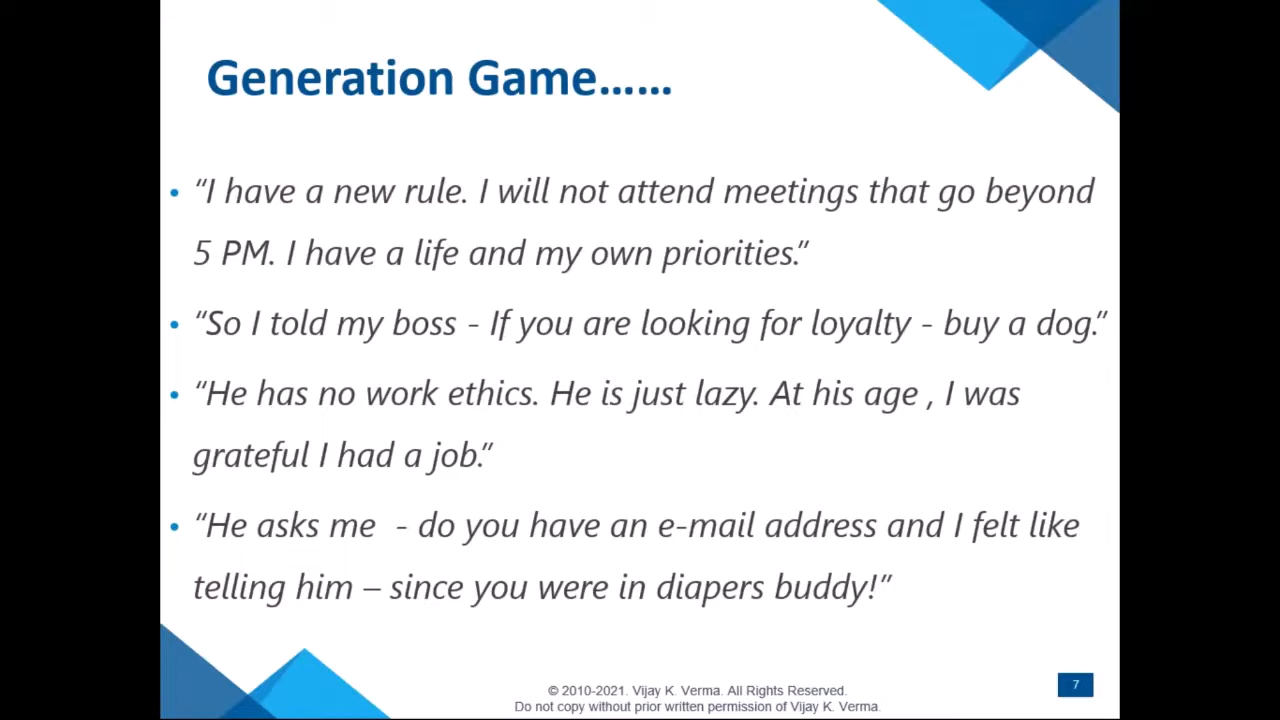 Generation Game......
• “I have a new rule. I will not attend meetings that go beyond
5 PM. I have a life and my own priorities.”
• “So I told my boss - If you are looking for loyalty - buy a dog.”
• “He has no work ethics. He is just lazy. At his age , I was
grateful I had a job.”
• “He asks me  - do you have an e-mail address and I felt like
telling him – since you were in diapers buddy!”
© 2010-2021. Vijay K. Verma. All Rights Reserved.
Do not copy without prior written permission of Vijay K. Verma.
7